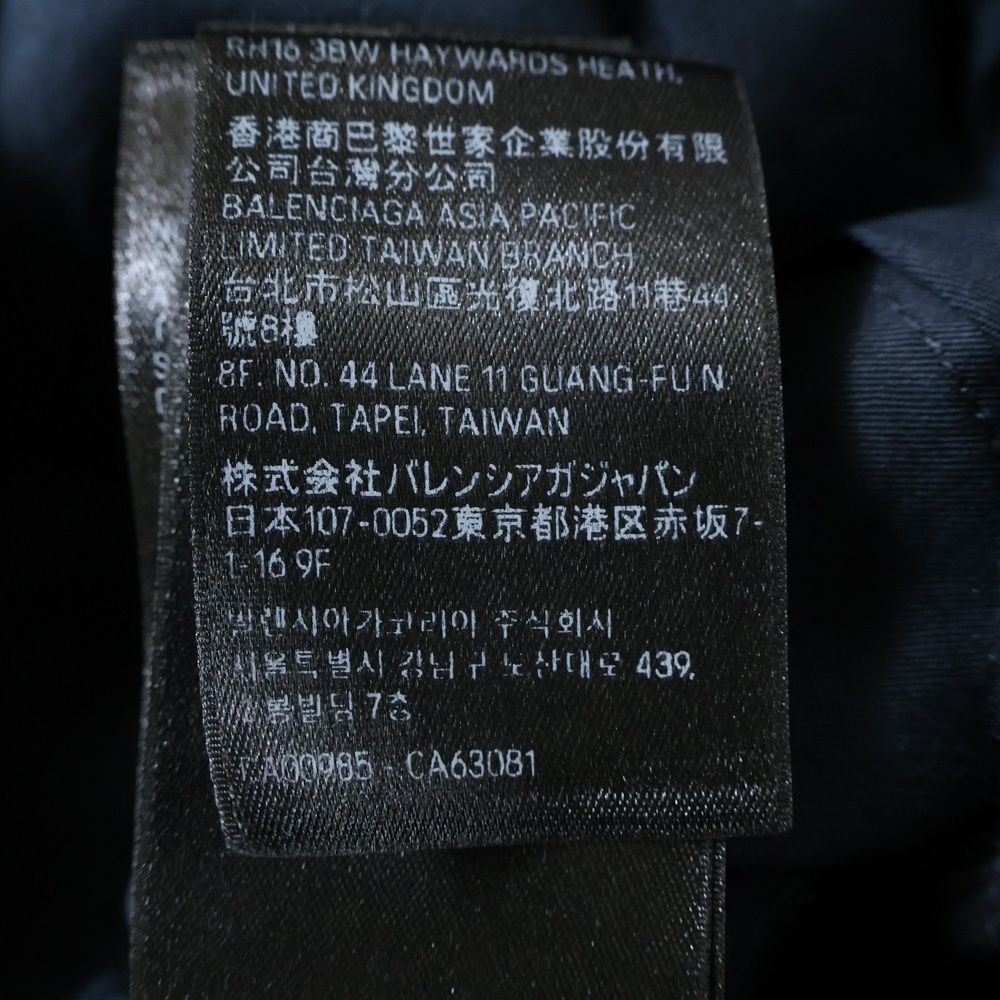 RH16 3BW HAYWARDS HEATH,
UNITED KINGDOM
香港商巴黎世家企業股份有限
公司台灣分公司
BALENCIAGA ASIA PACIFIC
LIMITED TAIWAN BRANCH
台北市松山區光復北路11巷44
號8樓
8F. NO. 44 LANE 11 GUANG-FU N.
ROAD, TAPEI, TAIWAN
株式会社バレンシアガジャパン
日本107-0052東京都港区赤坂7-
1-16 9F
발렌시아가코리아 주식회사
서울특별시 강남구 도산대로 439,
봄빌딩 7층
FA00985 - CA63081